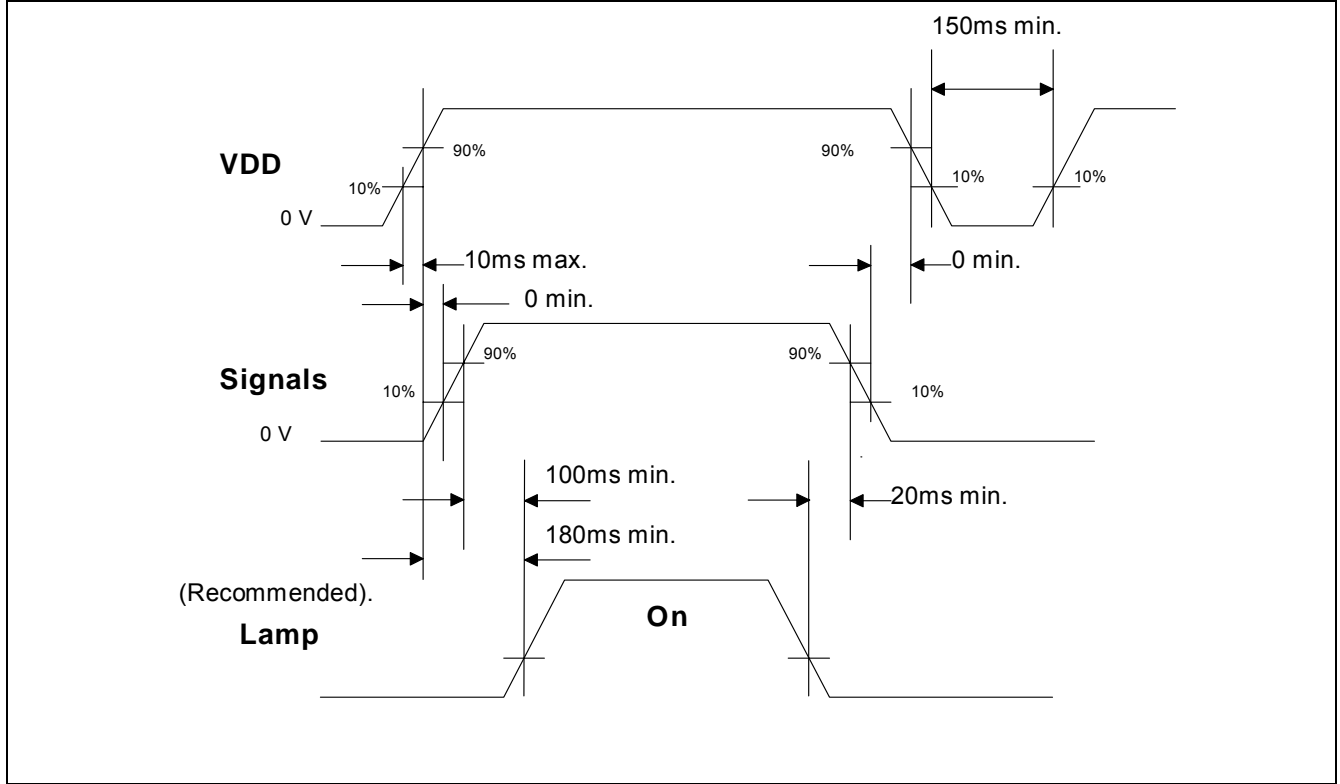 150ms min.
VDD
90%
90%
10%
10%
10%
0 V
10ms max.
0 min.
0 min.
90%
90%
Signals
10%
10%
0 V
100ms min.
20ms min.
180ms min.
(Recommended).
On
Lamp